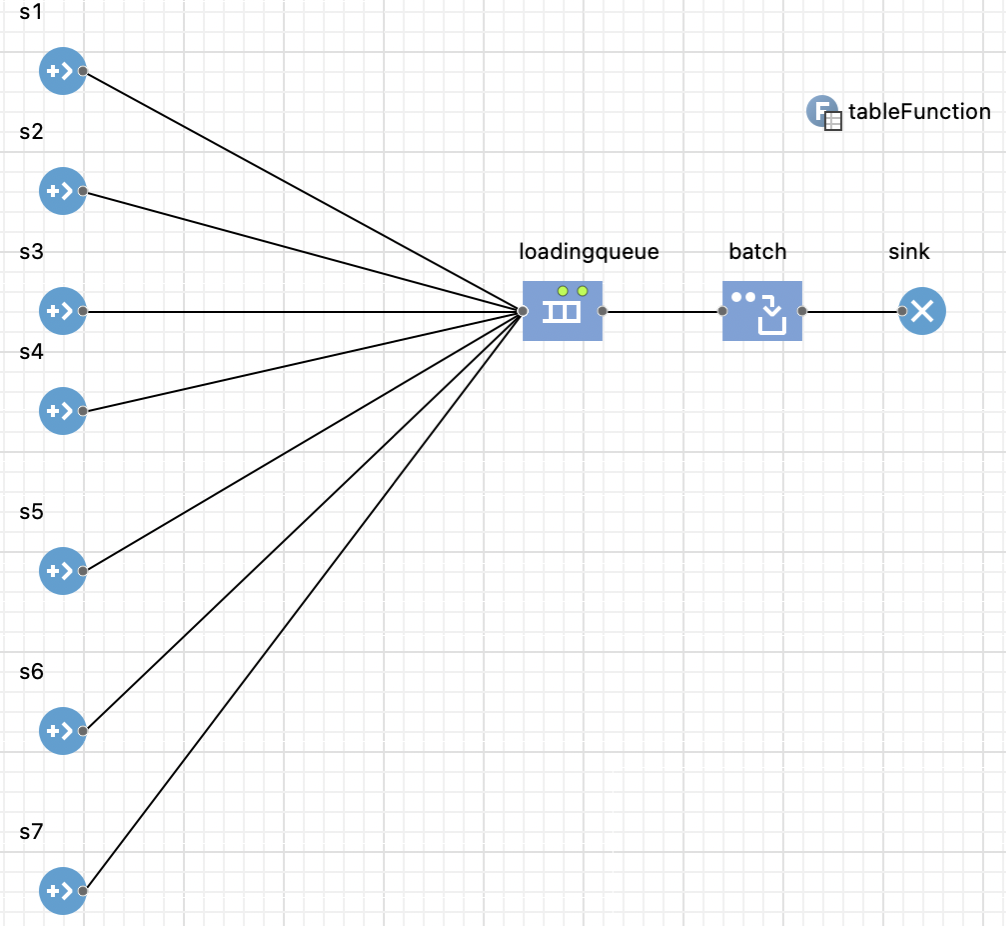 s1
s2
F tableFunction
s3
loadingqueue
batch
sink
s4
s5
s6
s7